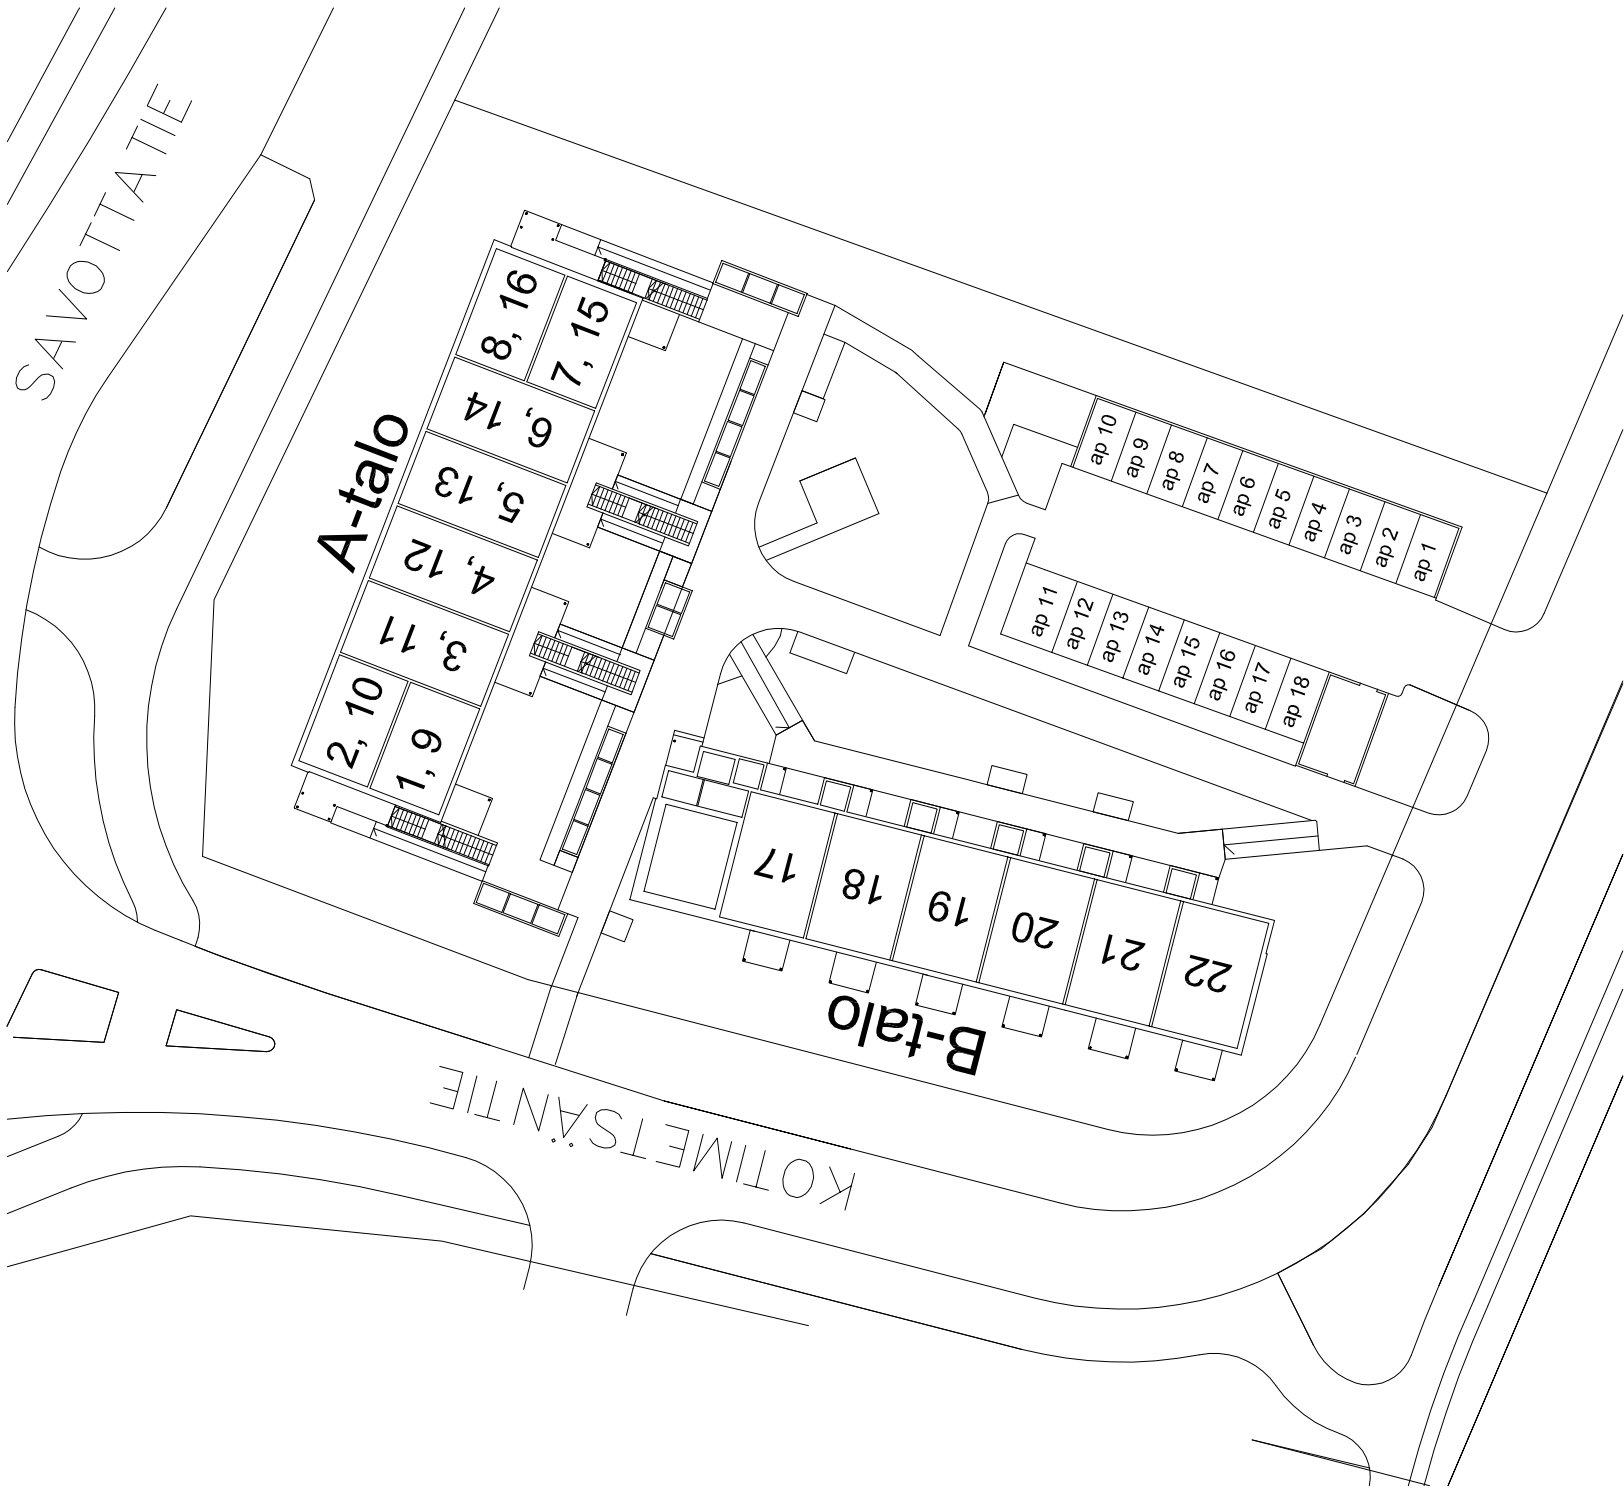 SAVOTTATIE
A-talo
8, 16
7, 15
6, 14
5, 13
4, 12
3, 11
2, 10
1, 9
ap 10
ap 9
ap 8
ap 7
ap 6
ap 5
ap 4
ap 3
ap 2
ap 1
ap 11
ap 12
ap 13
ap 14
ap 15
ap 16
ap 17
ap 18
17
18
19
20
21
22
B-talo
KOTIMETSÄNTIE